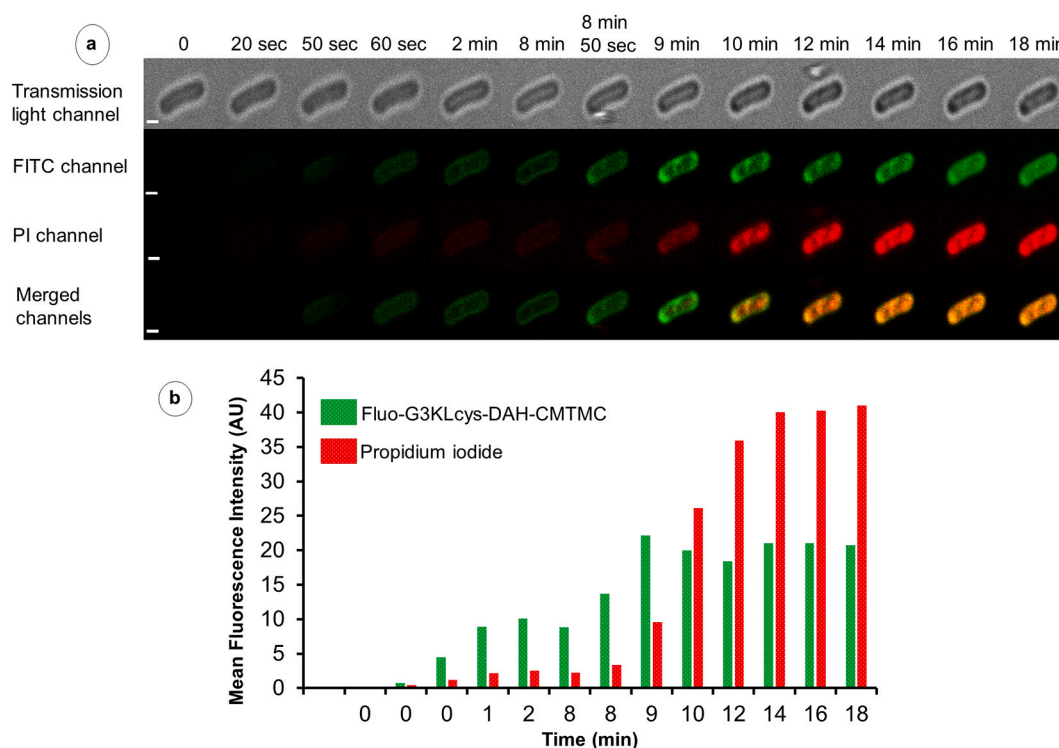 a
8 min
0 20 sec 50 sec 60 sec 2 min 8 min 50 sec 9 min 10 min 12 min 14 min 16 min 18 min
Transmission
light channel
FITC channel
PI channel
Merged
channels
b
Mean Fluorescence Intensity (AU)
45
40
35
30
25
20
15
10
5
0
Fluo-G3KLcys-DAH-CMTMC
Propidium iodide
0 0 0 1 2 8 8 9 10 12 14 16 18
Time (min)